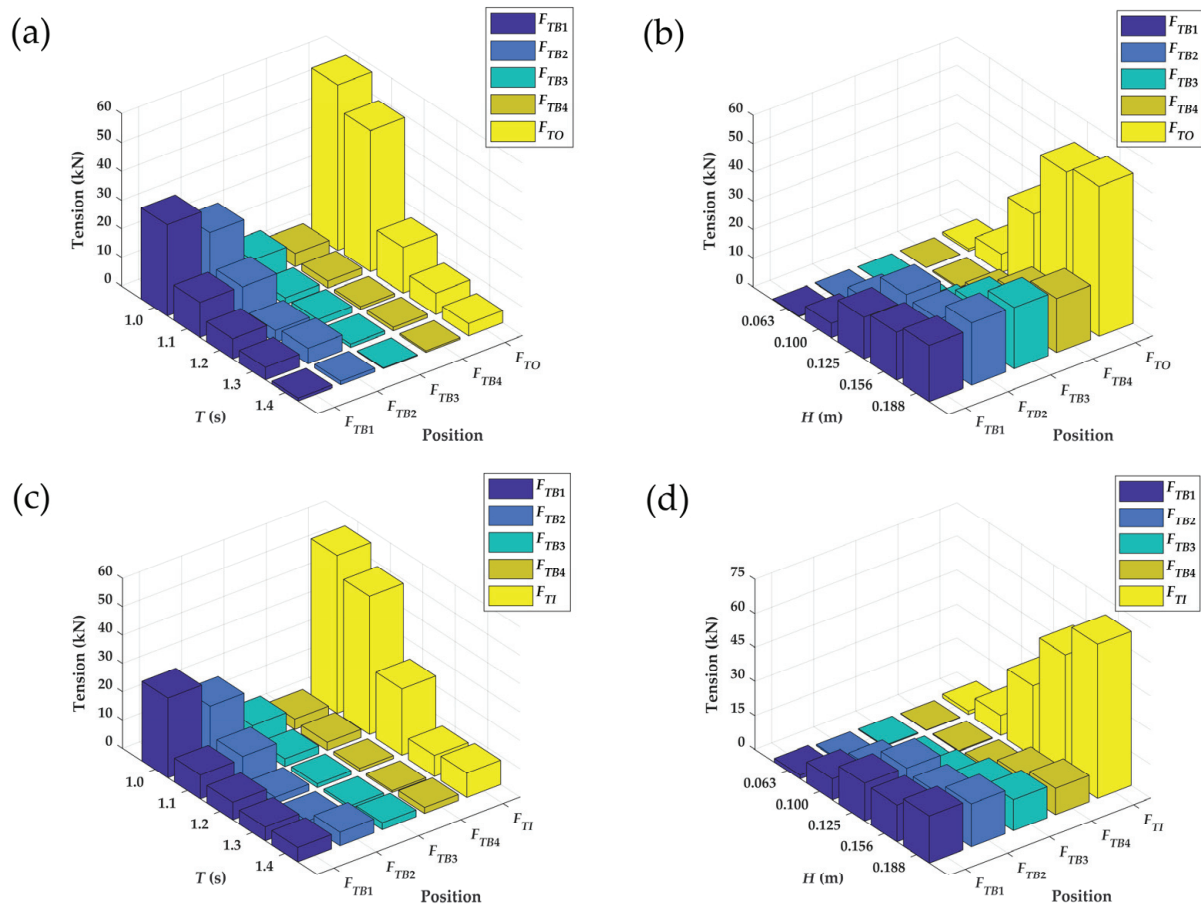 (a)
F_TB1
F_TB2
F_TB3
F_TB4
F_TO
60
50
40
30
20
10
0
Tension (kN)
1.0
1.1
1.2
1.3
1.4
T (s)
F_TB1
F_TB2
F_TB3
F_TB4
F_TO
Position
(b)
F_TB1
F_TB2
F_TB3
F_TB4
F_TO
60
50
40
30
20
10
0
Tension (kN)
0.063
0.100
0.125
0.156
0.188
H (m)
F_TB1
F_TB2
F_TB3
F_TB4
F_TO
Position
(c)
F_TB1
F_TB2
F_TB3
F_TB4
F_TI
60
50
40
30
20
10
0
Tension (kN)
1.0
1.1
1.2
1.3
1.4
T (s)
F_TB1
F_TB2
F_TB3
F_TB4
F_TI
Position
(d)
F_TB1
F_TB2
F_TB3
F_TB4
F_TI
75
60
45
30
15
0
Tension (kN)
0.063
0.100
0.125
0.156
0.188
H (m)
F_TB1
F_TB2
F_TB3
F_TB4
F_TI
Position